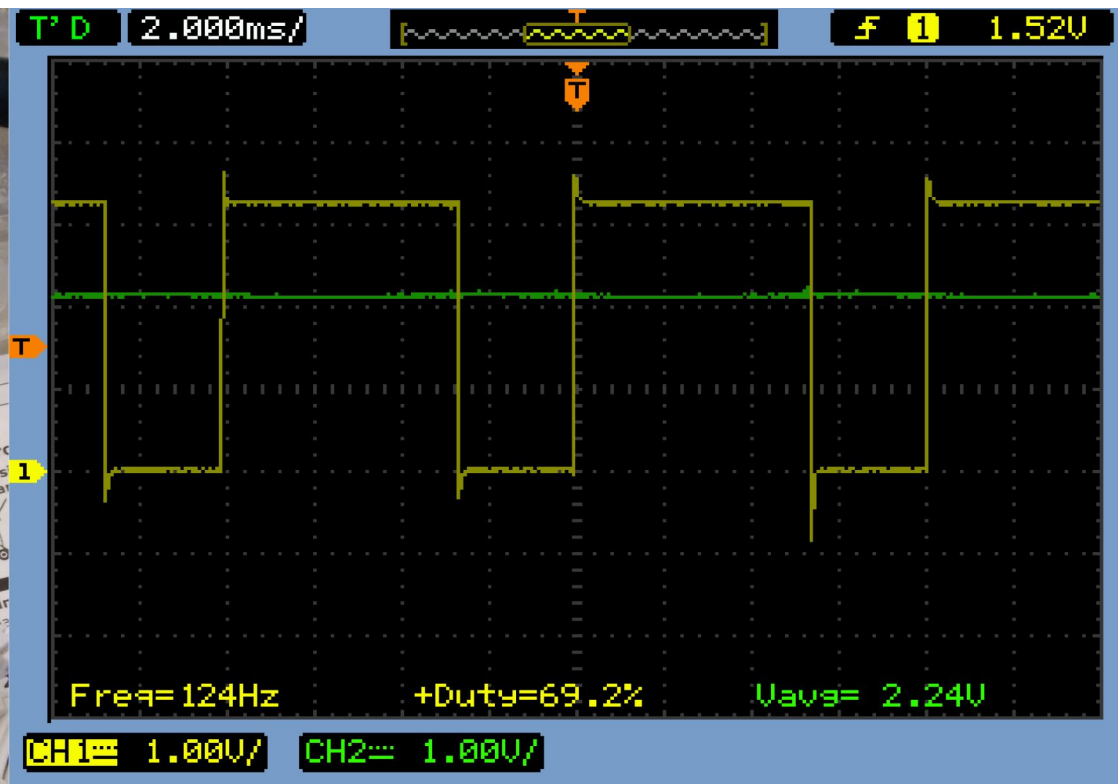 T'D 2.000ms/ T 1 1.52V
T
T
1
Freq=124Hz +Duty=69.2% Vavg= 2.24V
CH1 1.00V/ CH2 1.00V/